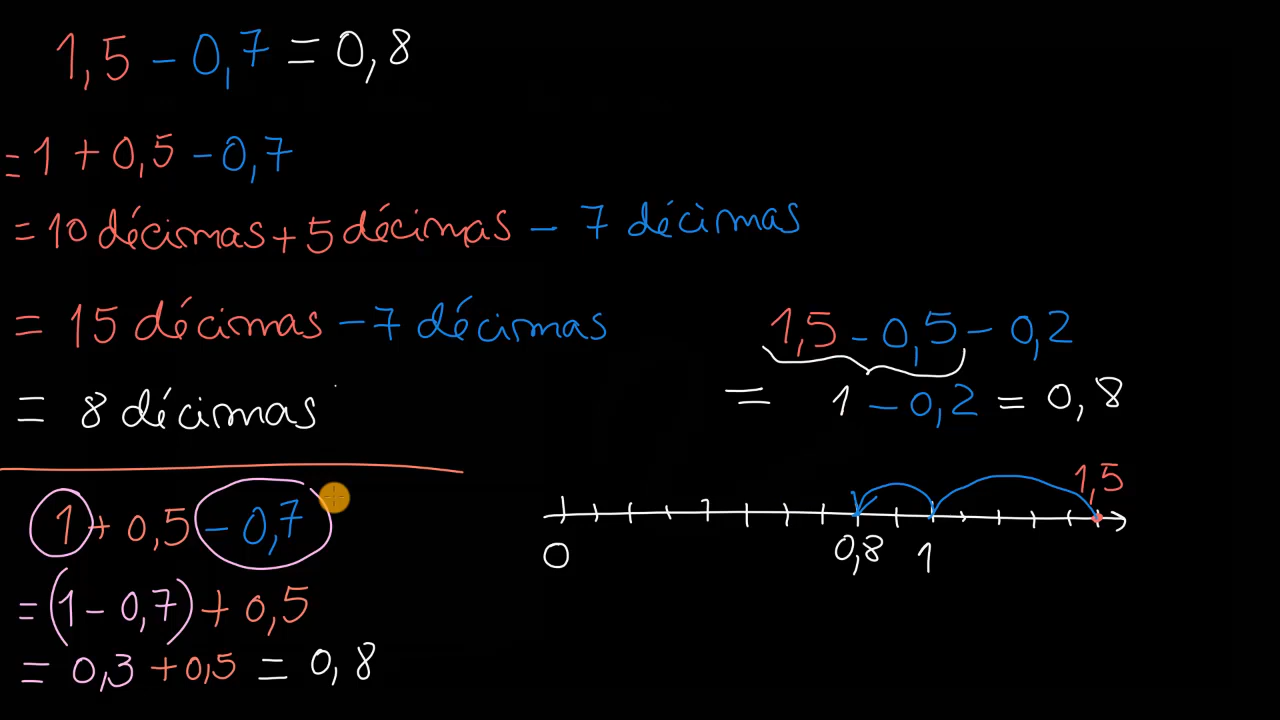 1,5 - 0,7 = 0,8
= 1 + 0,5 - 0,7
= 10 décimas + 5 décimas - 7 décimas
= 15 décimas - 7 décimas
= 8 décimas
1 + 0,5 - 0,7
= (1 - 0,7) + 0,5
= 0,3 + 0,5 = 0,8
1,5 - 0,5 - 0,2
= 1 - 0,2 = 0,8
1,5
0 0,8 1